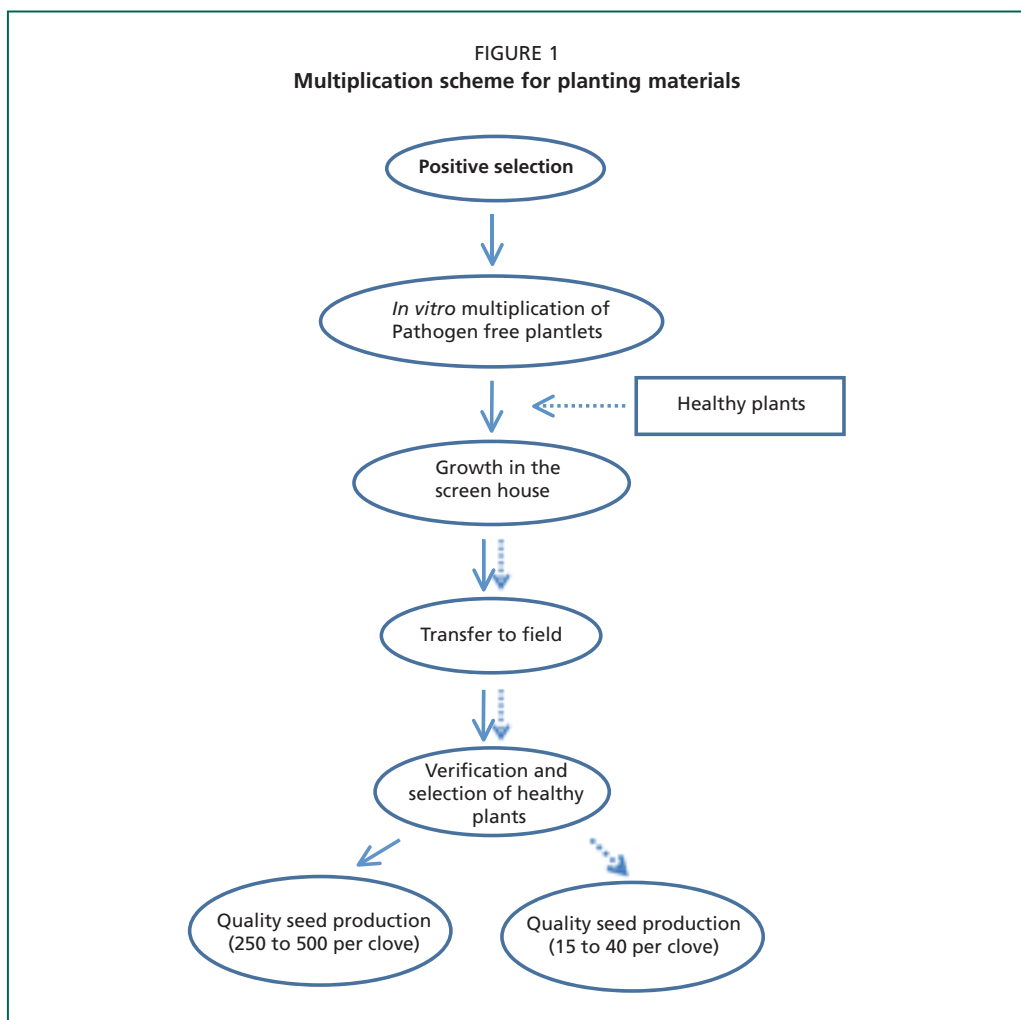 FIGURE 1
Multiplication scheme for planting materials
Positive selection
In vitro multiplication of
Pathogen free plantlets
Healthy plants
Growth in the
screen house
Transfer to field
Verification and
selection of healthy
plants
Quality seed production
(250 to 500 per clove)
Quality seed production
(15 to 40 per clove)